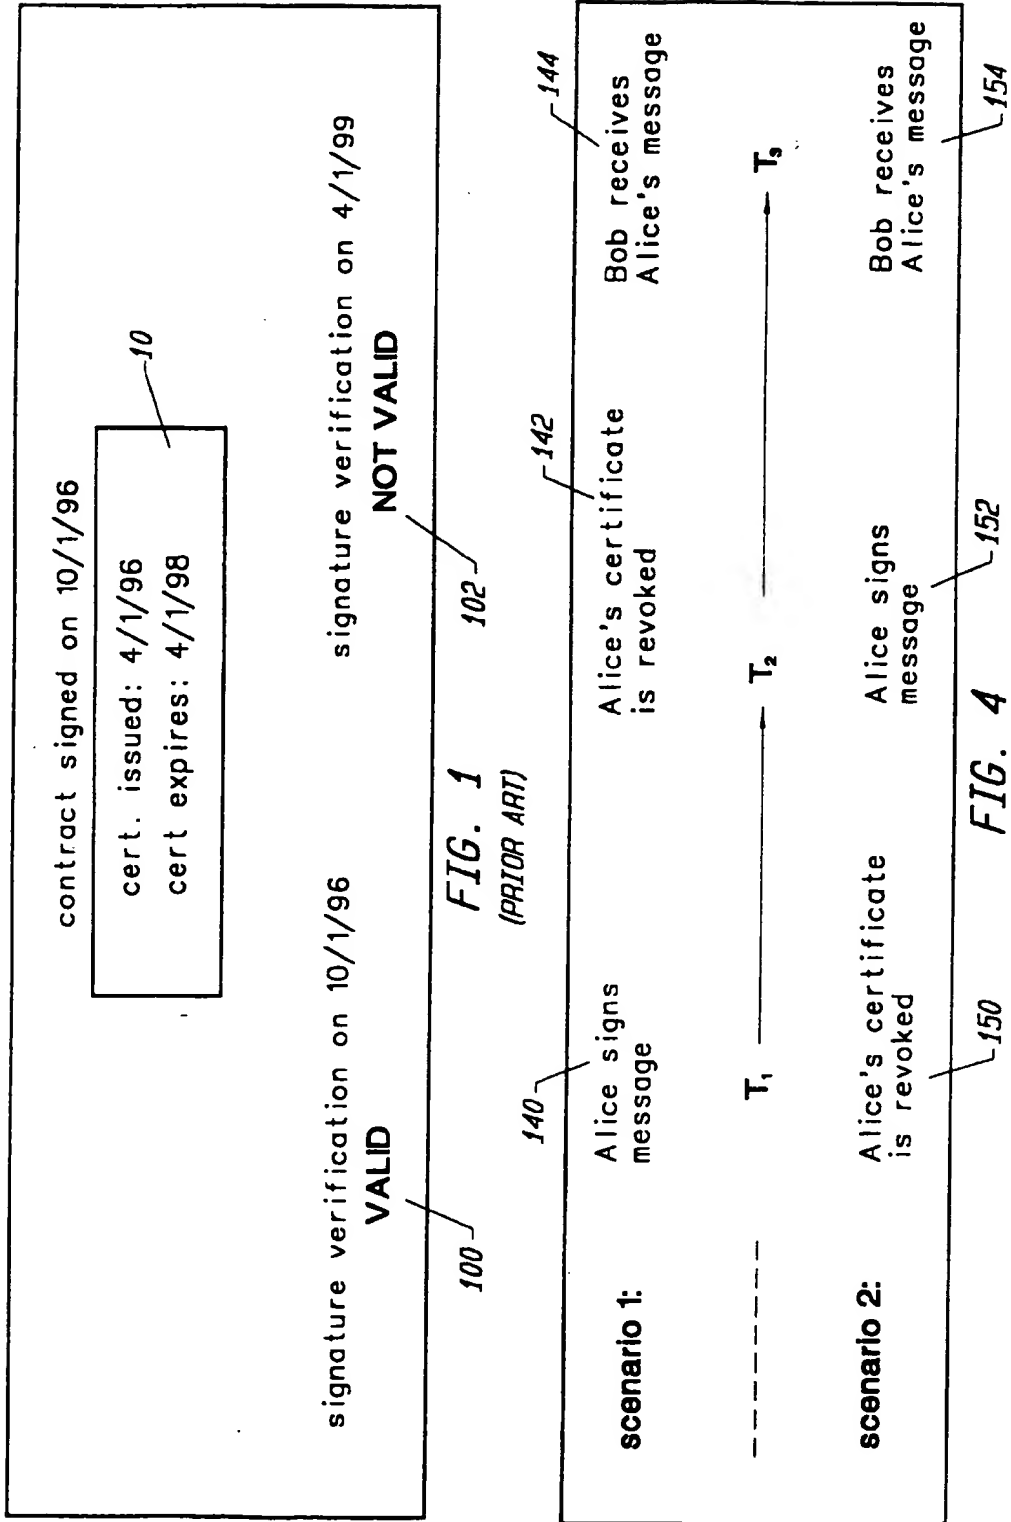 contract signed on 10/1/96
cert. issued: 4/1/96
cert expires: 4/1/98
10
signature verification on 10/1/96
VALID
signature verification on 4/1/99
NOT VALID
100
102
FIG. 1
(PRIOR ART)
140
142
144
scenario 1:
Alice signs
message
Alice's certificate
is revoked
Bob receives
Alice's message
T₁
T₂
T₃
scenario 2:
Alice's certificate
is revoked
Alice signs
message
Bob receives
Alice's message
150
152
154
FIG. 4